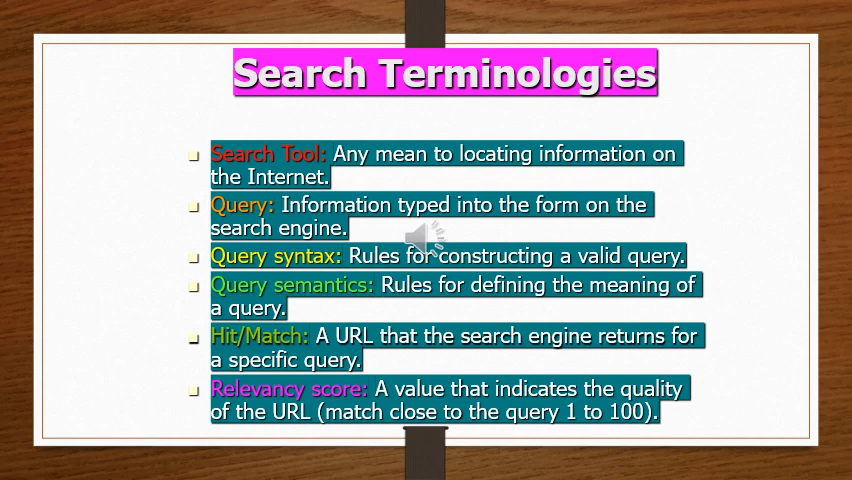 Search Terminologies
Search Tool: Any mean to locating information on
the Internet.
Query: Information typed into the form on the
search engine.
Query syntax: Rules for constructing a valid query.
Query semantics: Rules for defining the meaning of
a query.
Hit/Match: A URL that the search engine returns for
a specific query.
Relevancy score: A value that indicates the quality
of the URL (match close to the query 1 to 100).